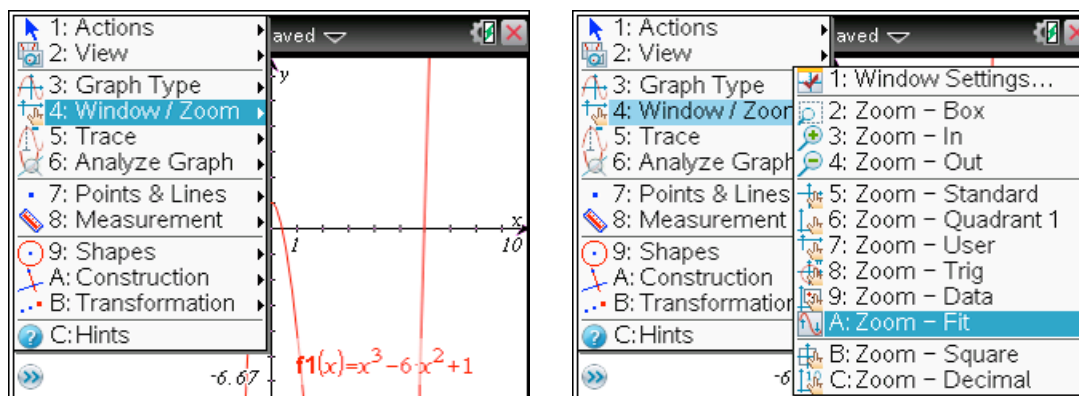 1: Actions
2: View
3: Graph Type
4: Window / Zoom
5: Trace
6: Analyze Graph
7: Points & Lines
8: Measurement
9: Shapes
A: Construction
B: Transformation
C: Hints
aved
y
x
1
10
f1(x)=x³−6·x²+1
-6.67
1: Actions
2: View
3: Graph Type
4: Window / Zoor
5: Trace
6: Analyze Graph
7: Points & Lines
8: Measurement
9: Shapes
A: Construction
B: Transformation
C: Hints
aved
-6
1: Window Settings...
2: Zoom – Box
3: Zoom – In
4: Zoom – Out
5: Zoom – Standard
6: Zoom – Quadrant 1
7: Zoom – User
8: Zoom – Trig
9: Zoom – Data
A: Zoom – Fit
B: Zoom – Square
C: Zoom – Decimal